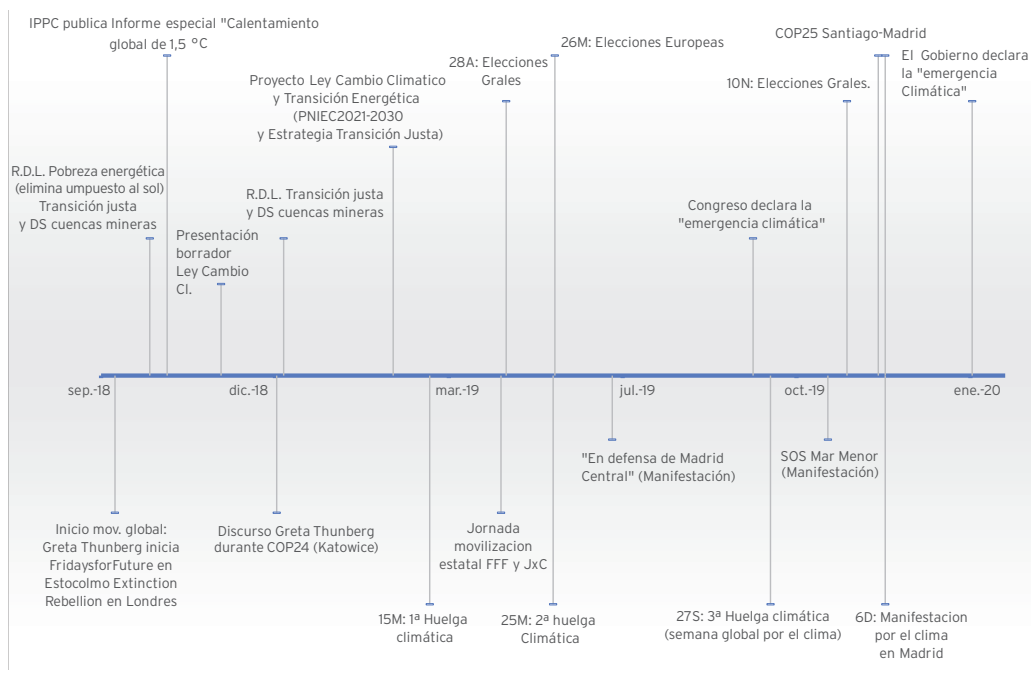 IPPC publica Informe especial "Calentamiento
global de 1,5 °C
26M: Elecciones Europeas
COP25 Santiago-Madrid
El Gobierno declara
la "emergencia
Climática"
28A: Elecciones
Grales
10N: Elecciones Grales.
Proyecto Ley Cambio Climatico
y Transición Energética
(PNIEC2021-2030
y Estrategia Transición Justa)
R.D.L. Pobreza energética
(elimina umpuesto al sol)
Transición justa
y DS cuencas mineras
R.D.L. Transición justa
y DS cuencas mineras
Congreso declara la
"emergencia climática"
Presentación
borrador
Ley Cambio
Cl.
sep.-18
dic.-18
mar.-19
jul.-19
oct.-19
ene.-20
"En defensa de Madrid
Central" (Manifestación)
SOS Mar Menor
(Manifestación)
Inicio mov. global:
Greta Thunberg inicia
FridaysforFuture en
Estocolmo Extinction
Rebellion en Londres
Discurso Greta Thunberg
durante COP24 (Katowice)
Jornada
movilizacion
estatal FFF y JxC
15M: 1ª Huelga
climática
25M: 2ª huelga
Climática
27S: 3ª Huelga climática
(semana global por el clima)
6D: Manifestacion
por el clima
en Madrid